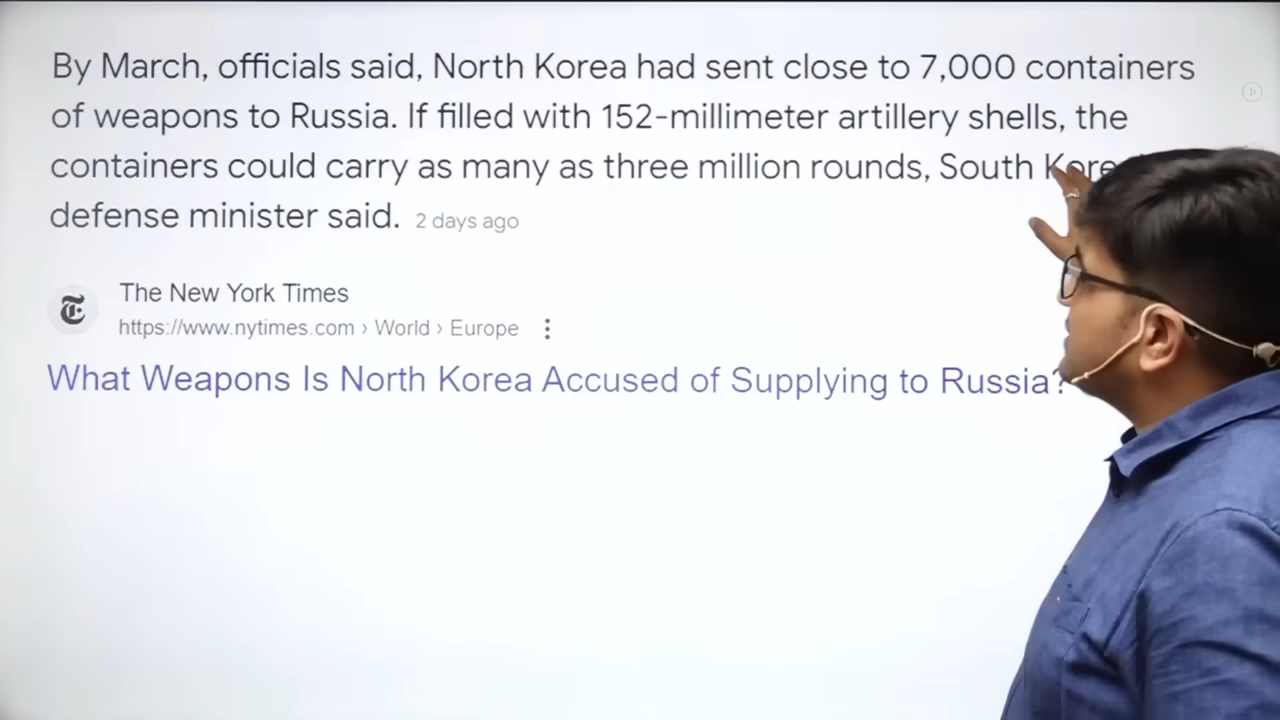 By March, officials said, North Korea had sent close to 7,000 containers
of weapons to Russia. If filled with 152-millimeter artillery shells, the
containers could carry as many as three million rounds, South
defense minister said. 2 days ago
The New York Times
https://www.nytimes.com › World › Europe
What Weapons Is North Korea Accused of Supplying to Russia?